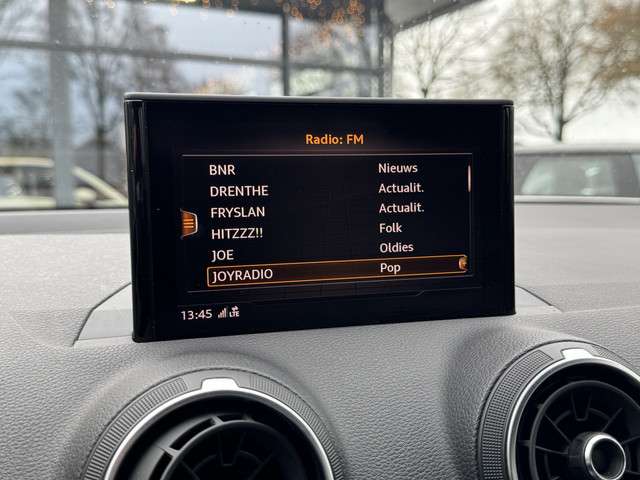 Radio: FM
BNR Nieuws
DRENTHE Actualit.
FRYSLAN Actualit.
HITZZZ!! Folk
JOE Oldies
JOYRADIO Pop
13:45 LTE